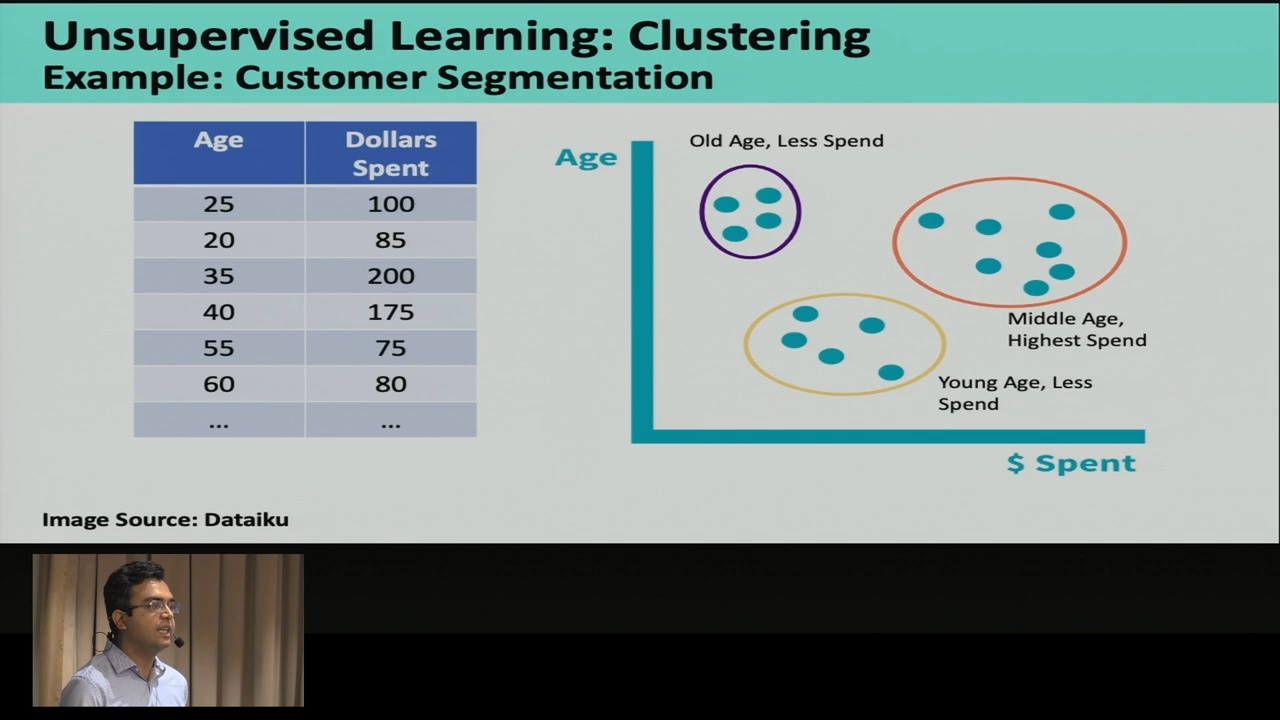 Unsupervised Learning: Clustering
Example: Customer Segmentation
Age Dollars Spent
25 100
20 85
35 200
40 175
55 75
60 80
... ...
Age
Old Age, Less Spend
Middle Age,
Highest Spend
Young Age, Less
Spend
$ Spent
Image Source: Dataiku